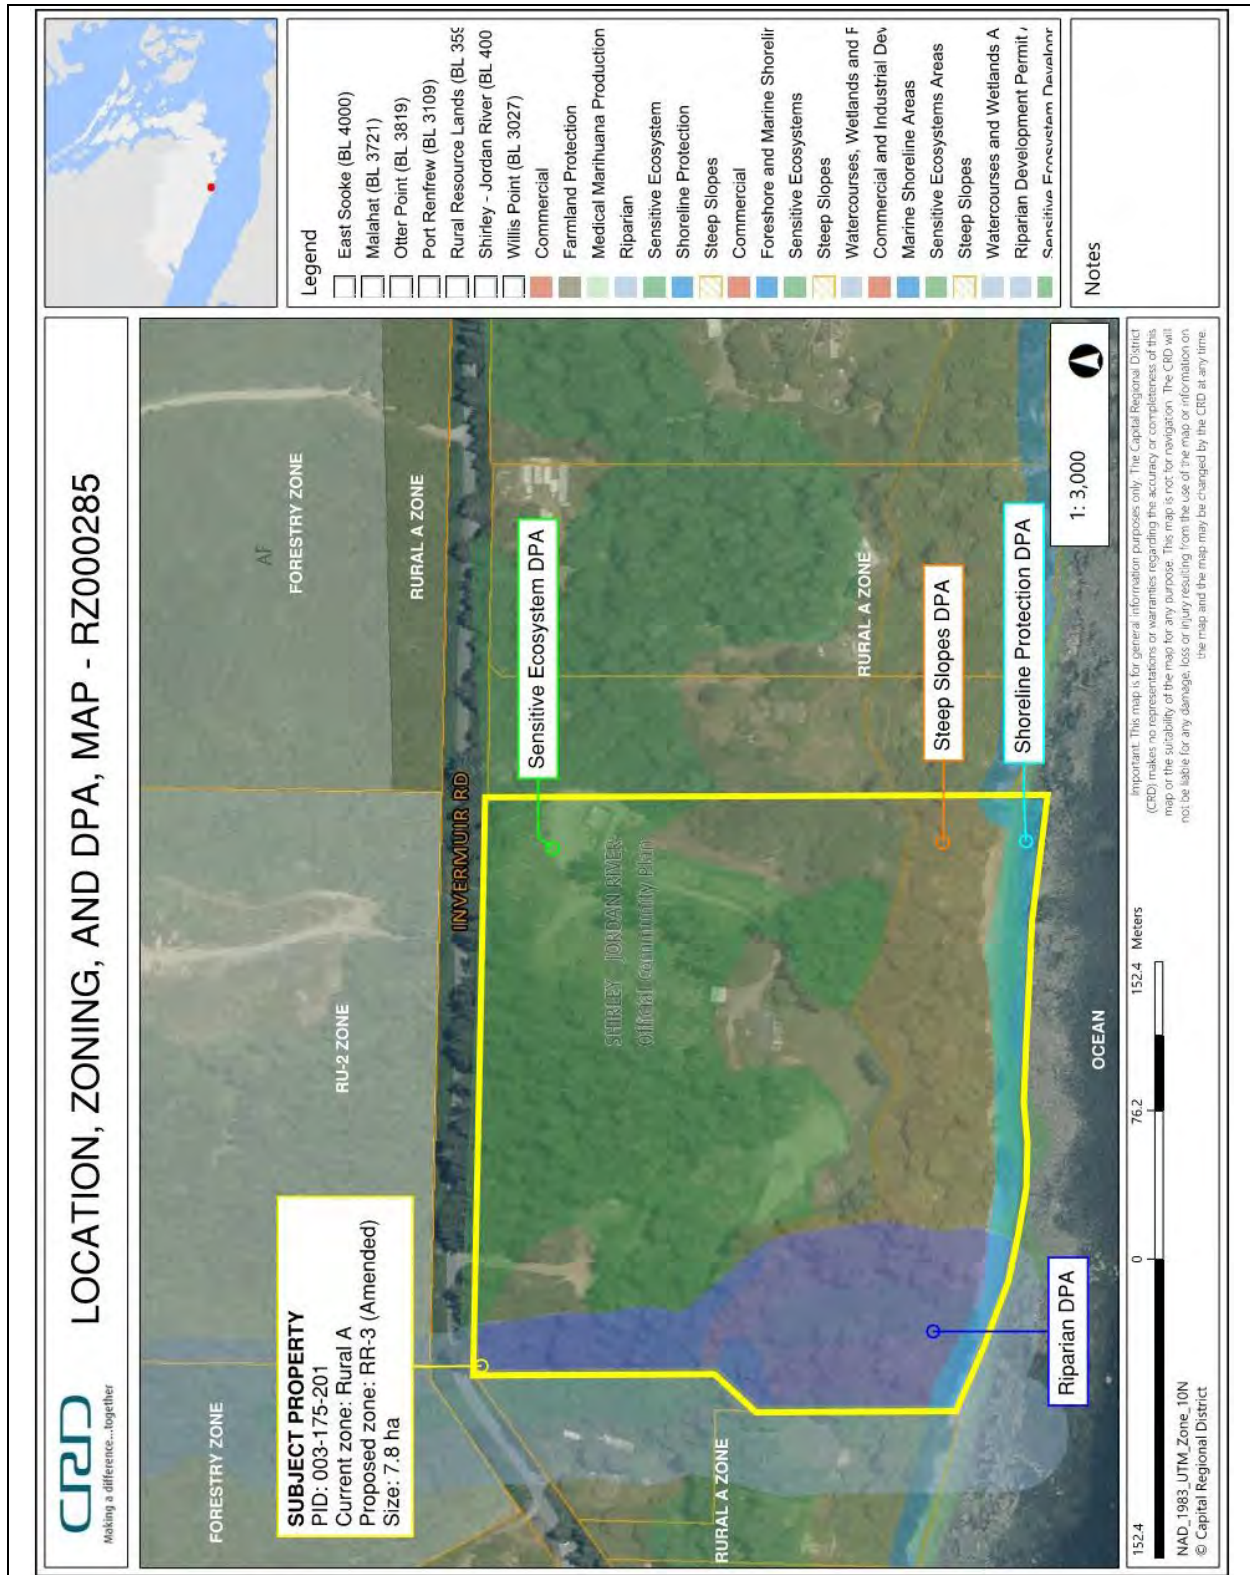 CRD
Making a difference...together
LOCATION, ZONING, AND DPA, MAP - RZ0000285
SUBJECT PROPERTY
PID: 003-175-201
Current zone: Rural A
Proposed zone: RR-3 (Amended)
Size: 7.8 ha
FORESTRY ZONE
RU-2 ZONE
AF
FORESTRY ZONE
RURAL A ZONE
INVERMUIR RD
Sensitive Ecosystem DPA
SHIRLEY JORDAN RIVER
Official Community Plan
RURAL A ZONE
RURAL A ZONE
Steep Slopes DPA
Shoreline Protection DPA
Riparian DPA
OCEAN
1: 3,000
Legend
East Sooke (BL 4000)
Malahat (BL 3721)
Otter Point (BL 3819)
Port Renfrew (BL 3109)
Rural Resource Lands (BL 359
Shirley - Jordan River (BL 400
Willis Point (BL 3027)
Commercial
Farmland Protection
Medical Marihuana Production
Riparian
Sensitive Ecosystem
Shoreline Protection
Steep Slopes
Commercial
Foreshore and Marine Shorelin
Sensitive Ecosystems
Steep Slopes
Watercourses, Wetlands and F
Commercial and Industrial Dev
Marine Shoreline Areas
Sensitive Ecosystems Areas
Steep Slopes
Watercourses and Wetlands A
Riparian Development Permit
Sensitive Ecosystem Developm
Notes
152.4
0
76.2
152.4 Meters
NAD_1983_UTM_Zone_10N
© Capital Regional District
Important: This map is for general information purposes only. The Capital Regional District
(CRD) makes no representations or warranties regarding the accuracy or completeness of this
map or the suitability of the map for any purpose. This map is not for navigation. The CRD will
not be liable for any damage, loss or injury resulting from the use of the map or information on
the map and the map may be changed by the CRD at any time.